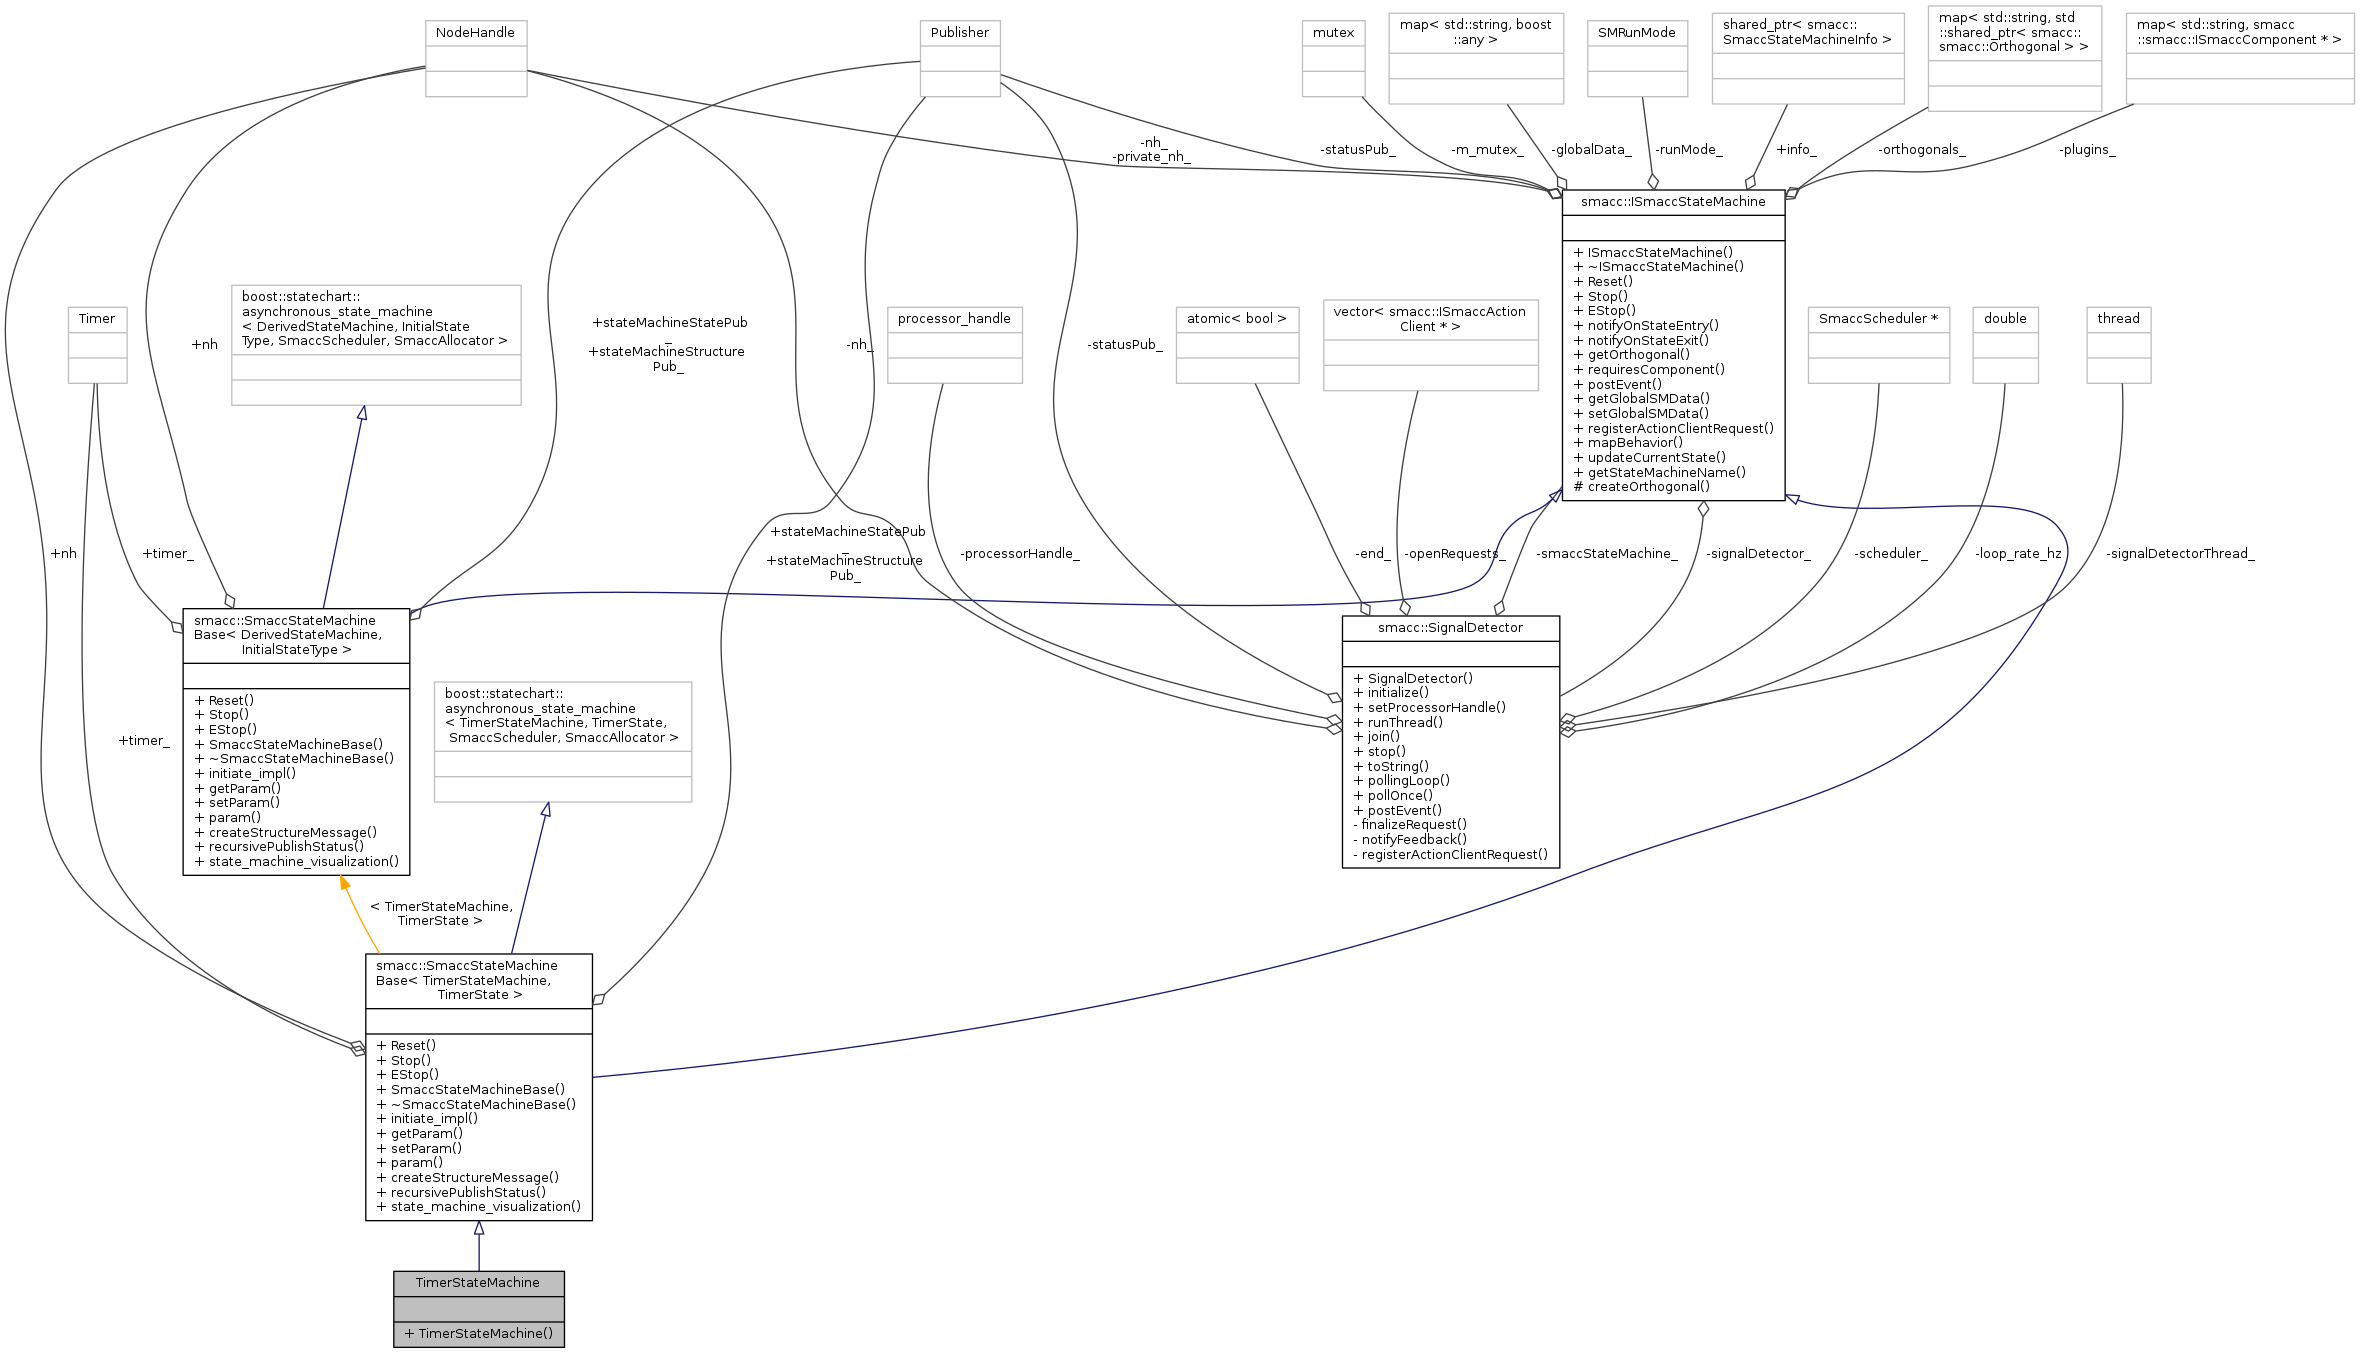 NodeHandle
Publisher
mutex
map< std::string, boost
::any >
SMRunMode
shared_ptr< smacc::
SmaccStateMachineInfo >
map< std::string, std
::shared_ptr< smacc::
smacc::Orthogonal > >
map< std::string, smacc
::smacc::ISmaccComponent * >
-nh_
-private_nh_
-statusPub_
-m_mutex_
-globalData_
-runMode_
+info_
-orthogonals_
-plugins_
smacc::ISmaccStateMachine
+ ISmaccStateMachine()
+ ~ISmaccStateMachine()
+ Reset()
+ Stop()
+ EStop()
+ notifyOnStateEntry()
+ notifyOnStateExit()
+ getOrthogonal()
+ requiresComponent()
+ postEvent()
+ getGlobalSMData()
+ setGlobalSMData()
+ registerActionClientRequest()
+ mapBehavior()
+ updateCurrentState()
+ getStateMachineName()
# createOrthogonal()
Timer
boost::statechart::
asynchronous_state_machine
< DerivedStateMachine, InitialState
Type, SmaccScheduler, SmaccAllocator >
+nh
+stateMachineStatePub
_
+stateMachineStructure
Pub_
-nh_
processor_handle
-statusPub_
atomic< bool >
vector< smacc::ISmaccAction
Client * >
SmaccScheduler *
double
thread
+nh
+timer_
+stateMachineStatePub
_
+stateMachineStructure
Pub_
-processorHandle_
-end_
-openRequests_
-smaccStateMachine_
-signalDetector_
-scheduler_
-loop_rate_hz
-signalDetectorThread_
smacc::SmaccStateMachine
Base< DerivedStateMachine,
InitialStateType >
+ Reset()
+ Stop()
+ EStop()
+ SmaccStateMachineBase()
+ ~SmaccStateMachineBase()
+ initiate_impl()
+ getParam()
+ setParam()
+ param()
+ createStructureMessage()
+ recursivePublishStatus()
+ state_machine_visualization()
smacc::SignalDetector
+ SignalDetector()
+ initialize()
+ setProcessorHandle()
+ runThread()
+ join()
+ stop()
+ toString()
+ pollingLoop()
+ pollOnce()
+ postEvent()
- finalizeRequest()
- notifyFeedback()
- registerActionClientRequest()
boost::statechart::
asynchronous_state_machine
< TimerStateMachine, TimerState,
SmaccScheduler, SmaccAllocator >
+timer_
< TimerStateMachine,
TimerState >
smacc::SmaccStateMachine
Base< TimerStateMachine,
TimerState >
+ Reset()
+ Stop()
+ EStop()
+ SmaccStateMachineBase()
+ ~SmaccStateMachineBase()
+ initiate_impl()
+ getParam()
+ setParam()
+ param()
+ createStructureMessage()
+ recursivePublishStatus()
+ state_machine_visualization()
TimerStateMachine
+ TimerStateMachine()